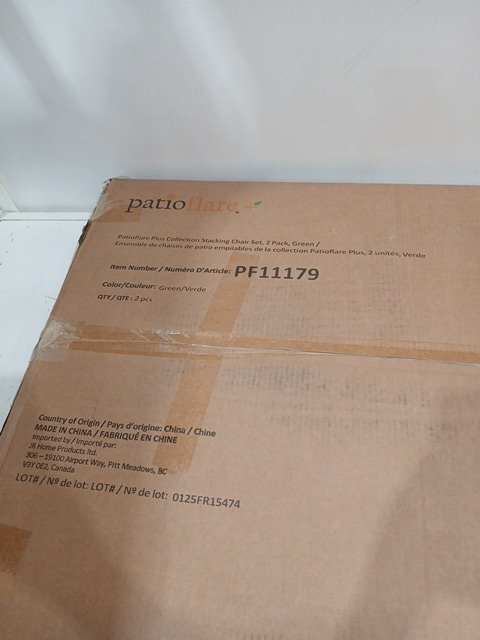 patioflare.+
Patioflare Plus Collection Stacking Chair Set, 2 Pack, Green /
Ensemble de chaises de patio empilables de la collection Patioflare Plus, 2 unités, Verde
Item Number / Numéro D'Article: PF11179
Color/Couleur: Green/Verde
QTY / QTE : 2 pcs
Country of Origin / Pays d'origine: China / Chine
MADE IN CHINA / FABRIQUÉ EN CHINE
Imported by / Importé par:
JR Home Products ltd.
306 – 19100 Airport Way, Pitt Meadows, BC
V3Y 0E2, Canada
LOT# / Nº de lot: LOT# / Nº de lot: 0125FR15474